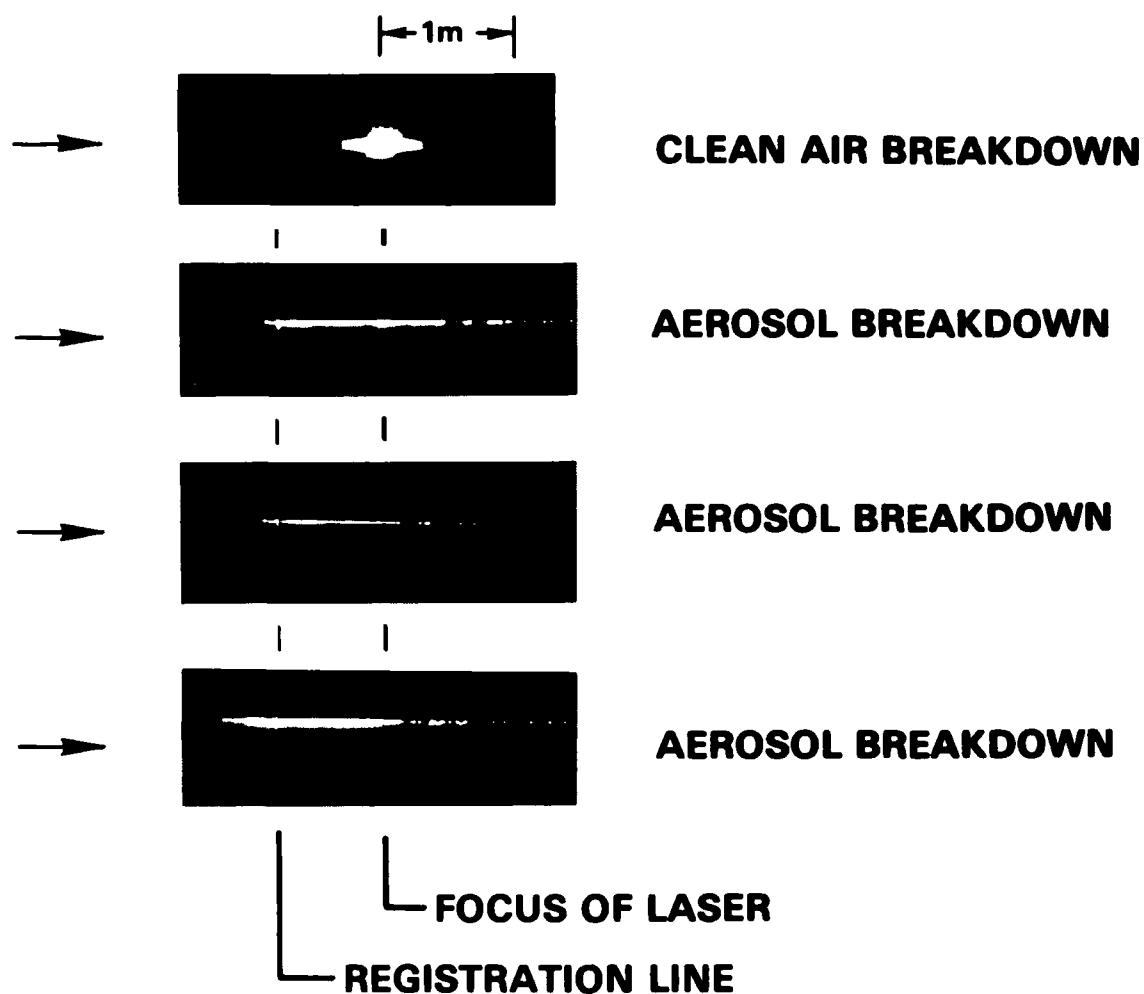 1m
CLEAN AIR BREAKDOWN
AEROSOL BREAKDOWN
AEROSOL BREAKDOWN
AEROSOL BREAKDOWN
FOCUS OF LASER
REGISTRATION LINE